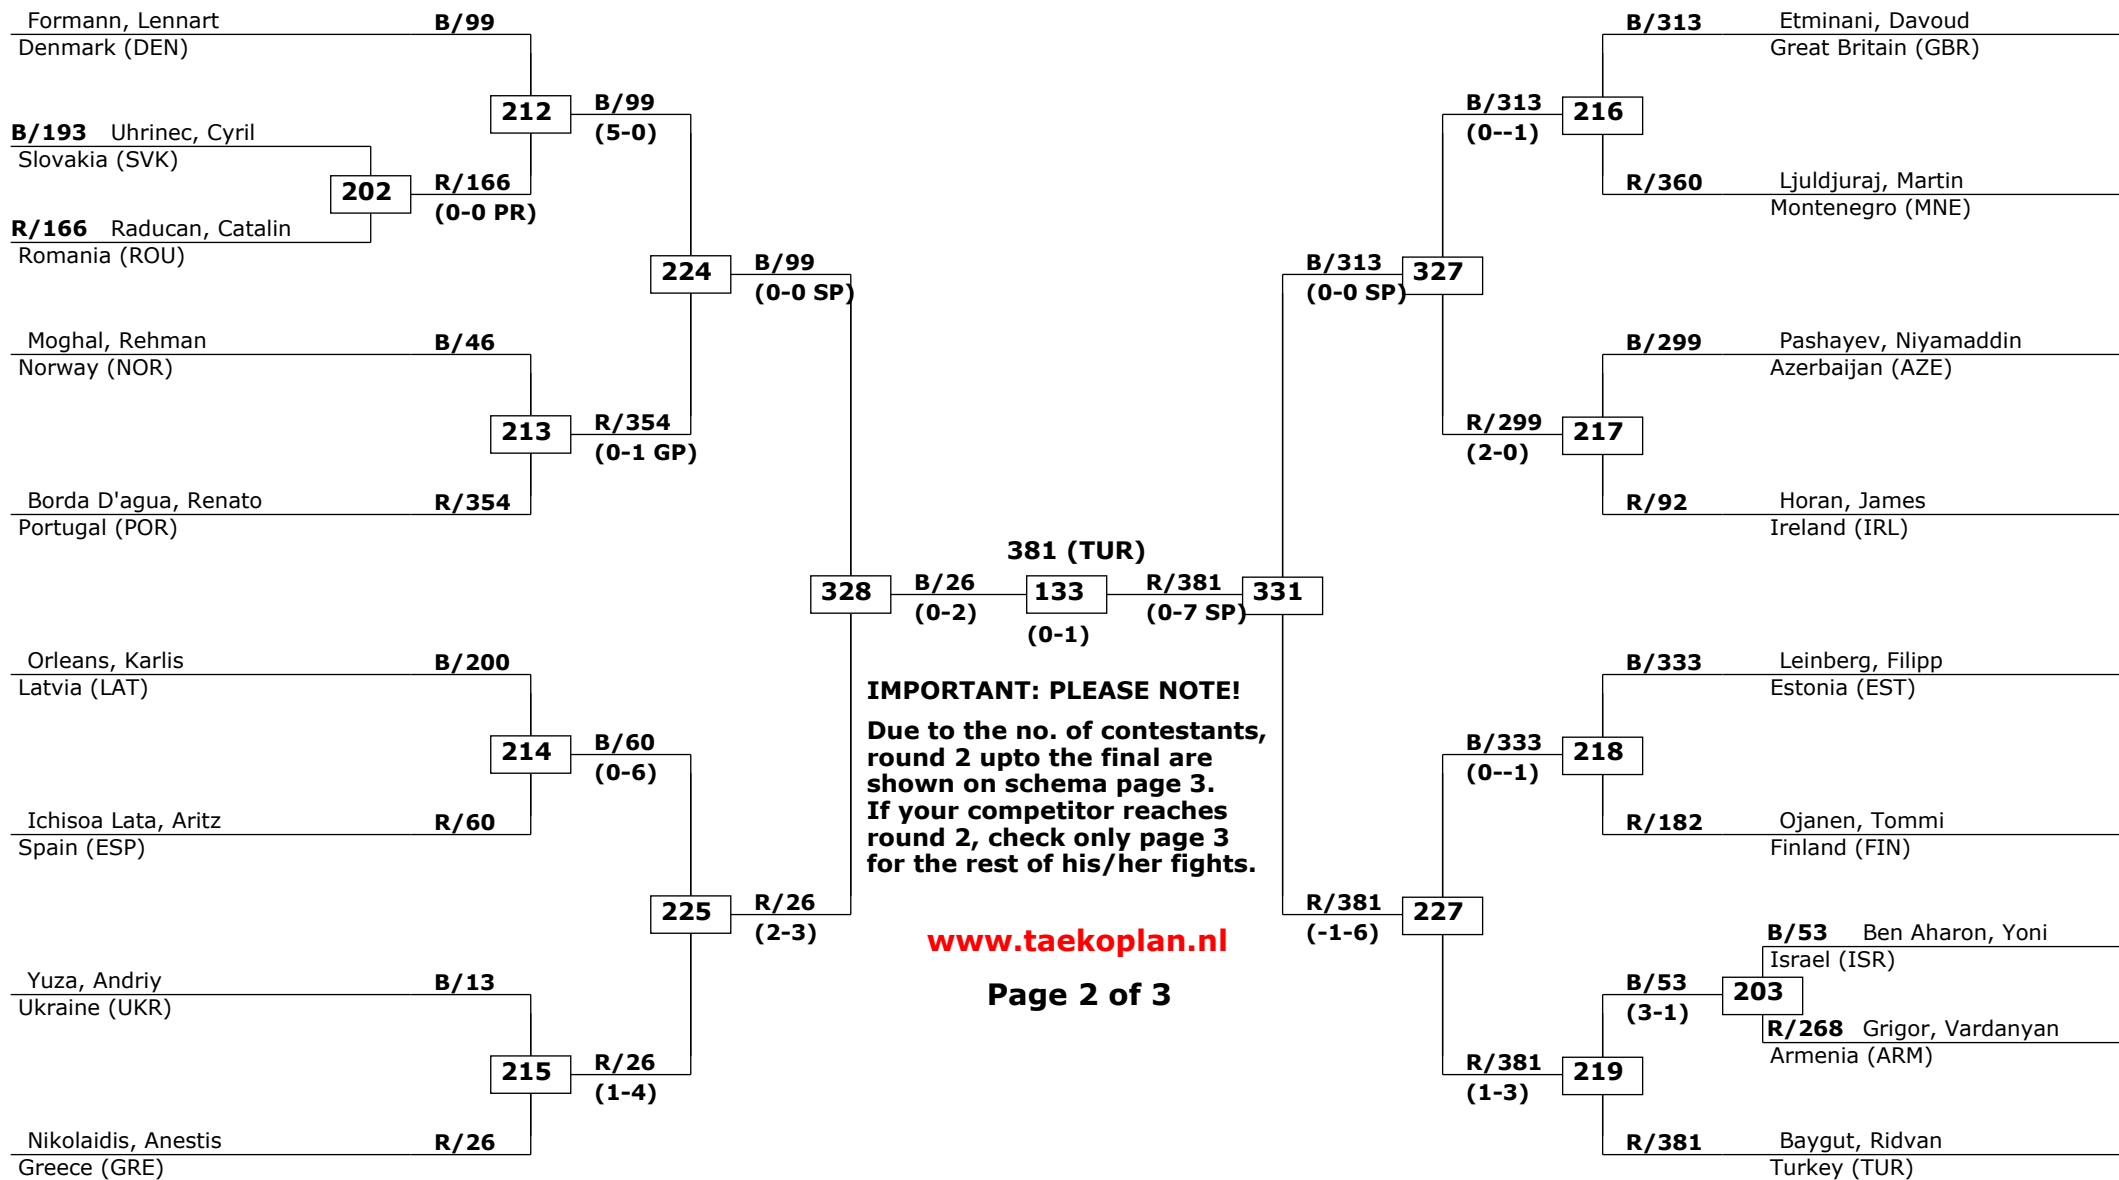 Formann, Lennart
B/99
Denmark (DEN)
212
B/99
(5-0)
B/193 Uhrinec, Cyril
Slovakia (SVK)
202
R/166
(0-0 PR)
R/166 Raducan, Catalin
Romania (ROU)
224
B/99
(0-0 SP)
Moghal, Rehman
B/46
Norway (NOR)
213
R/354
(0-1 GP)
Borda D'agua, Renato
R/354
Portugal (POR)
328
B/26
(0-2)
Orleans, Karlis
B/200
Latvia (LAT)
214
B/60
(0-6)
Ichisoa Lata, Aritz
R/60
Spain (ESP)
225
R/26
(2-3)
Yuza, Andriy
B/13
Ukraine (UKR)
215
R/26
(1-4)
Nikolaidis, Anestis
R/26
Greece (GRE)
381 (TUR)
133
(0-1)
R/381
(0-7 SP)
331
IMPORTANT: PLEASE NOTE!
Due to the no. of contestants,
round 2 upto the final are
shown on schema page 3.
If your competitor reaches
round 2, check only page 3
for the rest of his/her fights.
www.taekoplan.nl
Page 2 of 3
B/313
Etminani, Davoud
Great Britain (GBR)
B/313
(0--1)
216
R/360
Ljuldjuraj, Martin
Montenegro (MNE)
B/313
(0-0 SP)
327
B/299
Pashayev, Niyamaddin
Azerbaijan (AZE)
R/299
(2-0)
217
R/92
Horan, James
Ireland (IRL)
B/333
Leinberg, Filipp
Estonia (EST)
B/333
(0--1)
218
R/182
Ojanen, Tommi
Finland (FIN)
R/381
(-1-6)
227
B/53 Ben Aharon, Yoni
Israel (ISR)
B/53
(3-1)
203
R/268 Grigor, Vardanyan
Armenia (ARM)
R/381
(1-3)
219
R/381
Baygut, Ridvan
Turkey (TUR)